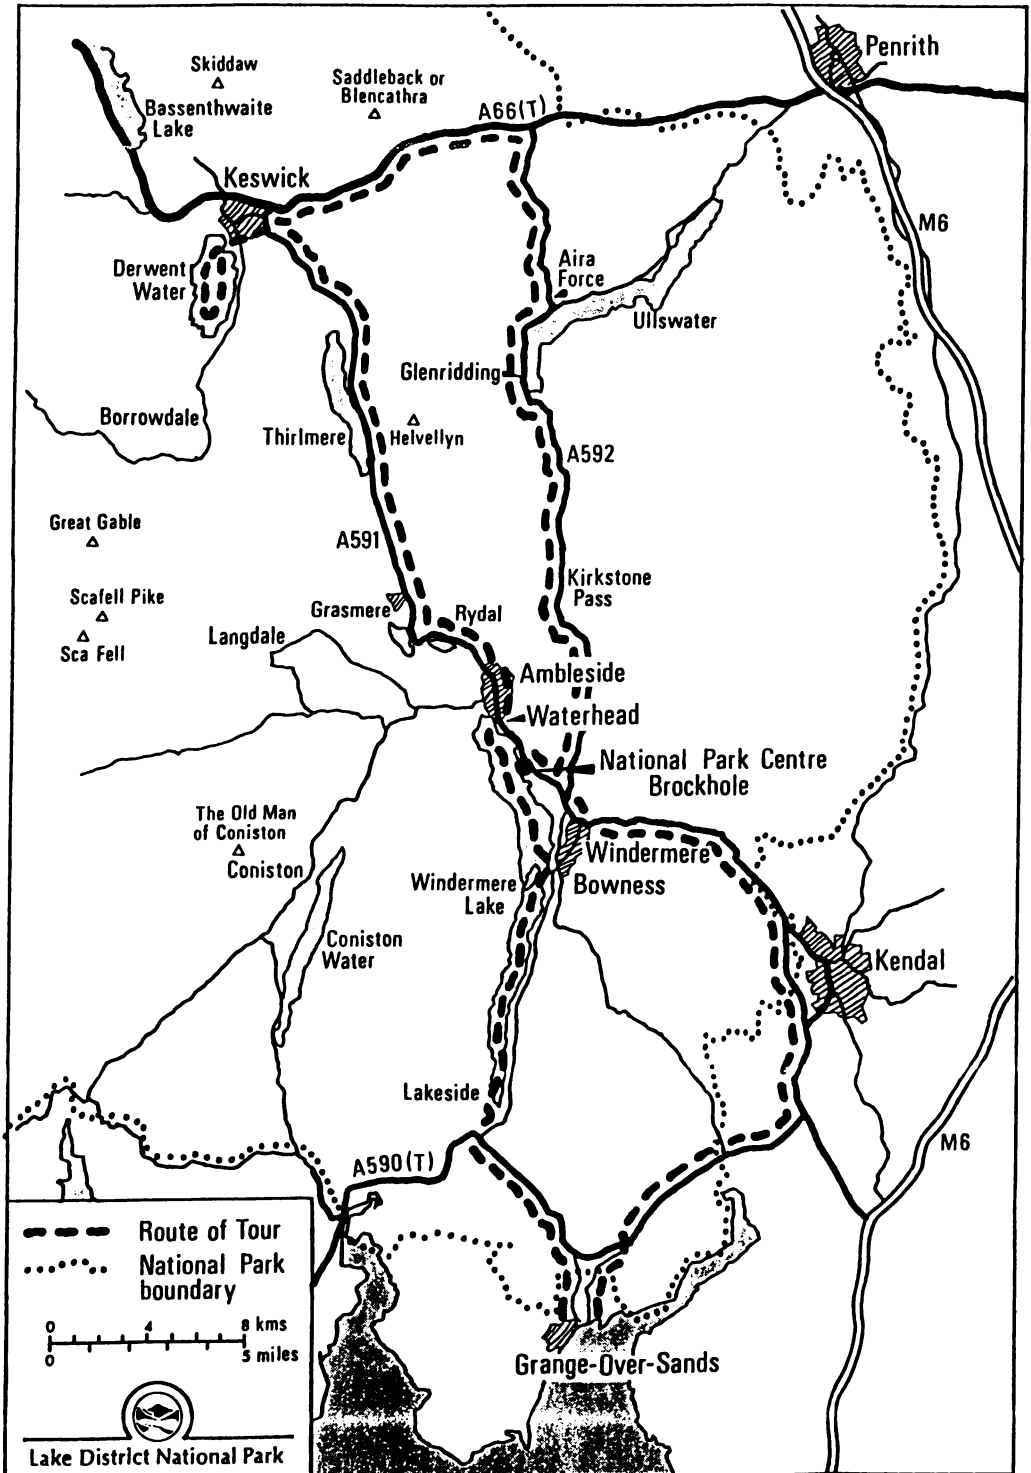 Penrith
Skiddaw
Saddleback or
Blencathra
Bassenthwaite
Lake
A66(T)
Keswick
M6
Derwent
Water
Aira
Force
Ullswater
Glenridding
Borrowdale
Thirlmere
Helvellyn
A592
Great Gable
A591
Kirkstone
Pass
Scafell Pike
Grasmere
Rydal
Langdale
Sca Fell
Ambleside
Waterhead
National Park Centre
Brockhole
The Old Man
of Coniston
Coniston
Windermere
Bowness
Windermere
Lake
Coniston
Water
Kendal
Lakeside
M6
A590(T)
Route of Tour
National Park
boundary
0 4 8 kms
0 5 miles
Grange-Over-Sands
Lake District National Park